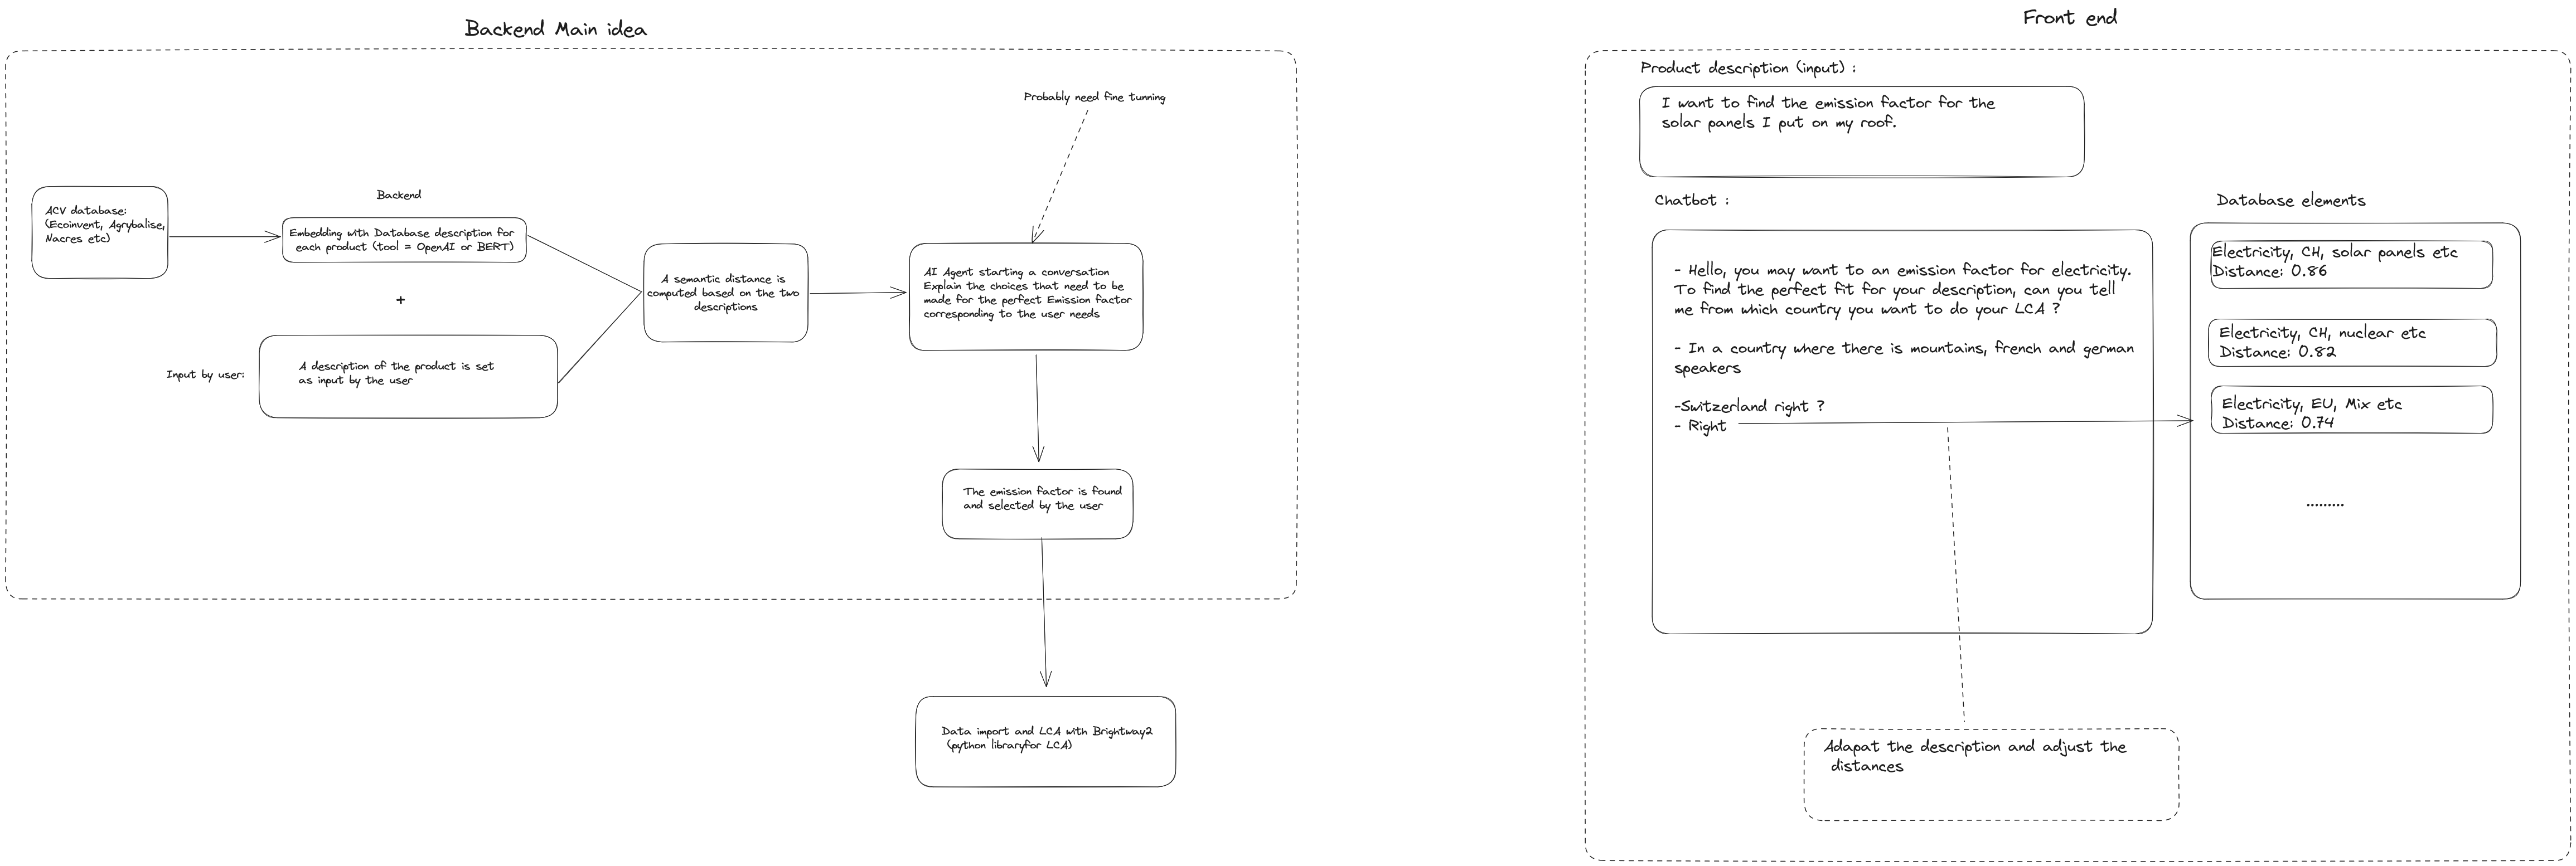 Backend Main idea
Probably need fine tunning
ACV database:
(Ecoinvent, Agrybalise,
Nacres etc)
Backend
Embedding with Database description for
each product (tool = OpenAI or BERT)
+
Input by user:
A description of the product is set
as input by the user
A semantic distance is
computed based on the two
descriptions
AI Agent starting a conversation
Explain the choices that need to be
made for the perfect Emission factor
corresponding to the user needs
The emission factor is found
and selected by the user
Data import and LCA with Brightway2
(python libraryfor LCA)
Front end
Product description (input) :
I want to find the emission factor for the
solar panels I put on my roof.
Chatbot :
- Hello, you may want to an emission factor for electricity.
To find the perfect fit for your description, can you tell
me from which country you want to do your LCA ?
- In a country where there is mountains, french and german
speakers
-Switzerland right ?
- Right
Database elements
Electricity, CH, solar panels etc
Distance: 0.86
Electricity, CH, nuclear etc
Distance: 0.82
Electricity, EU, Mix etc
Distance: 0.74
.........
Adapat the description and adjust the
distances